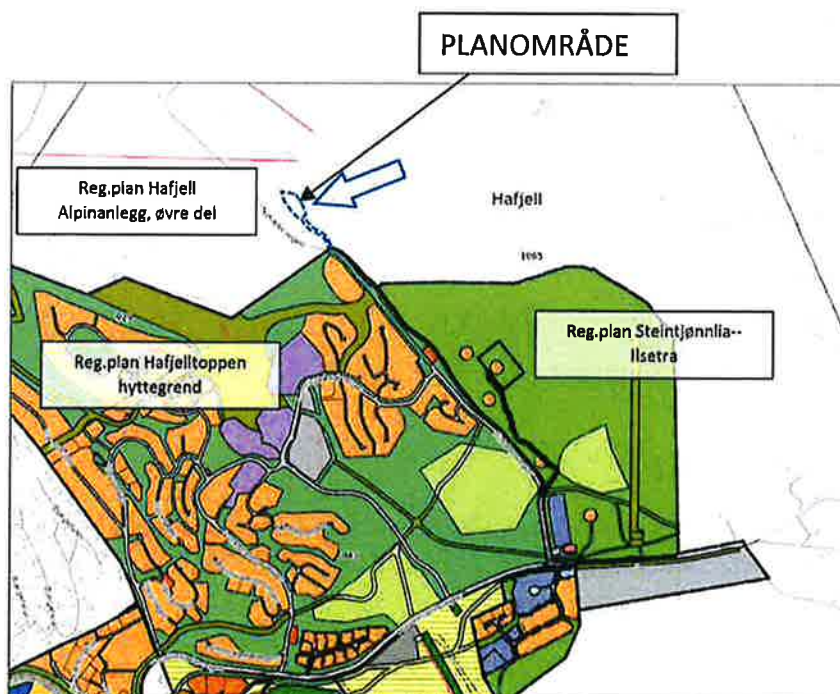 PLANOMRÅDE
Reg.plan Hafjell
Alpinanlegg, øvre del
Hafjell
Reg.plan Steintjønnlia--
Ilsetra
Reg.plan Hafjelltoppen
hyttegrend